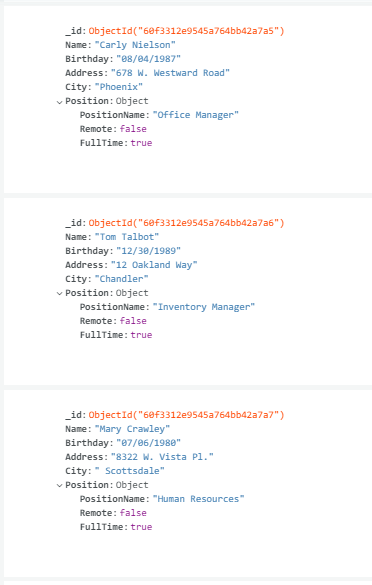 _id: ObjectId("60f3312e9545a764bb42a7a5")
Name: "Carly Nielson"
Birthday: "08/04/1987"
Address: "678 W. Westward Road"
City: "Phoenix"
Position: Object
PositionName: "Office Manager"
Remote: false
FullTime: true
_id: ObjectId("60f3312e9545a764bb42a7a6")
Name: "Tom Talbot"
Birthday: "12/30/1989"
Address: "12 Oakland Way"
City: "Chandler"
Position: Object
PositionName: "Inventory Manager"
Remote: false
FullTime: true
_id: ObjectId("60f3312e9545a764bb42a7a7")
Name: "Mary Crawley"
Birthday: "07/06/1980"
Address: "8322 W. Vista Pl."
City: " Scottsdale"
Position: Object
PositionName: "Human Resources"
Remote: false
FullTime: true